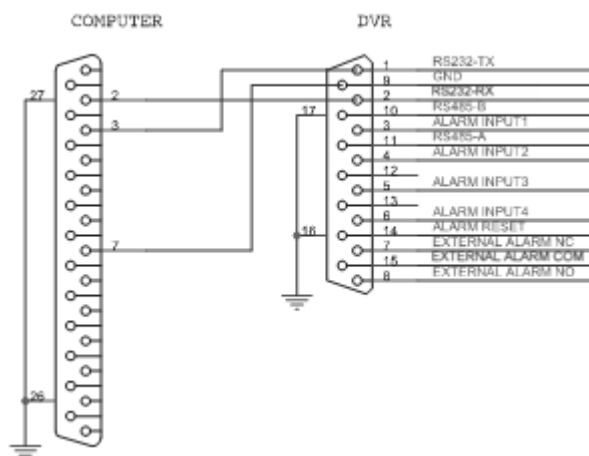 COMPUTER DVR
1 RS232-TX
9 GND
27 2 2 RS232-RX
17 10 RS485-B
3 3 ALARM INPUT1
11 RS485-A
4 ALARM INPUT2
12
5 ALARM INPUT3
13
6 ALARM INPUT4
16 14 ALARM RESET
7 7 EXTERNAL ALARM NC
15 EXTERNAL ALARM COM
8 EXTERNAL ALARM NO
26